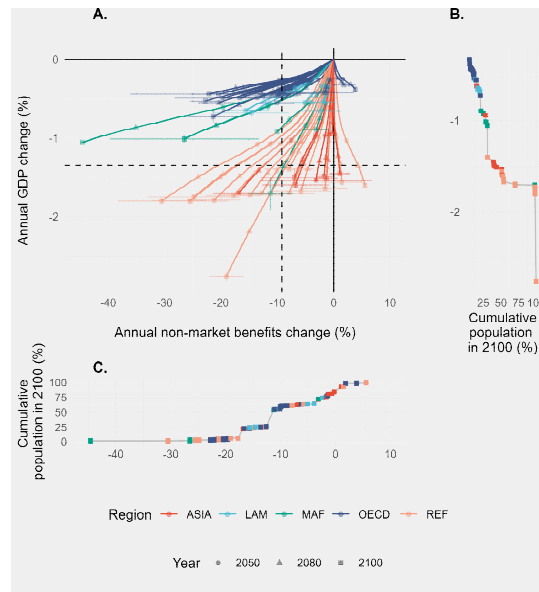 A.
B.
Annual GDP change (%)
0
-1
-2
-40
-30
-20
-10
0
10
Annual non-market benefits change (%)
-1
-2
25 50 75 100
Cumulative
population
in 2100 (%)
C.
Cumulative
population in 2100 (%)
100
75
50
25
0
-40
-30
-20
-10
0
10
Region ASIA LAM MAF OECD REF
Year 2050 2080 2100